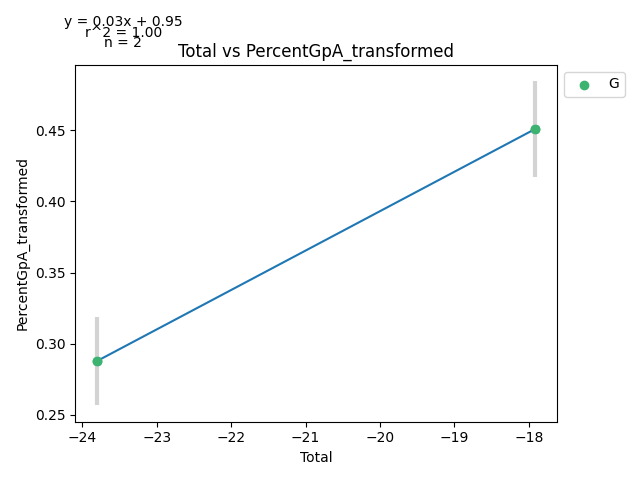 y = 0.03x + 0.95
r^2 = 1.00
n = 2
Total vs PercentGpA_transformed
G
PercentGpA_transformed
0.45
0.40
0.35
0.30
0.25
−24 −23 −22 −21 −20 −19 −18
Total